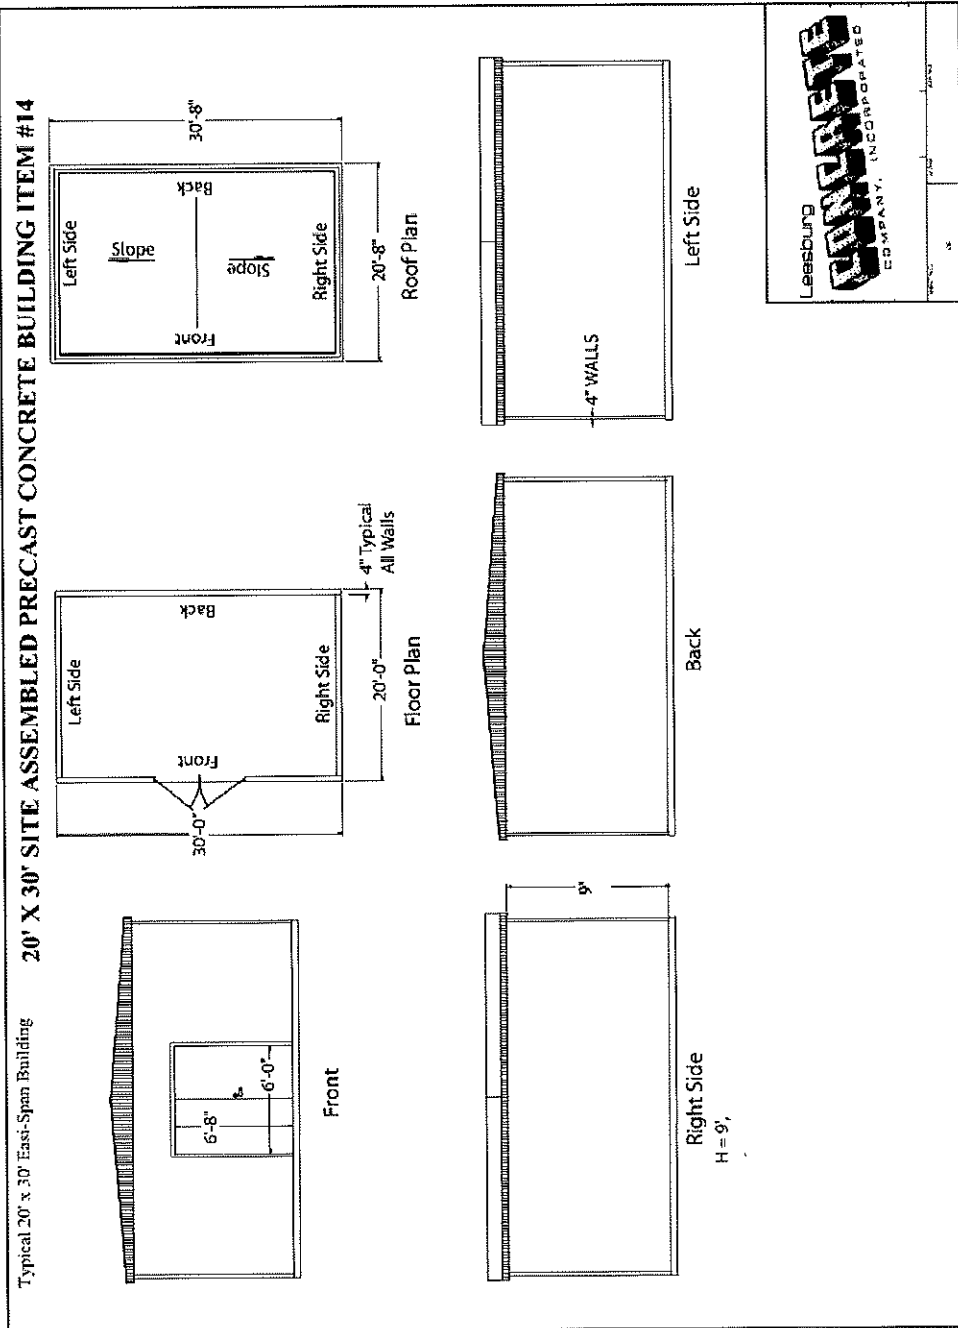 Typical 20' x 30' Easi-Span Building
20' X 30' SITE ASSEMBLED PRECAST CONCRETE BUILDING ITEM #14
6'-8"
6'-0"
Front
30'-0"
Left Side
Front
Back
Right Side
20'-0"
4" Typical
All Walls
Floor Plan
30'-8"
Left Side
Slope
Front
Back
Slope
Right Side
20'-8"
Roof Plan
9'
Right Side
H = 9',
Back
4" WALLS
Left Side
Leesburg
CONCRETE
COMPANY, INCORPORATED